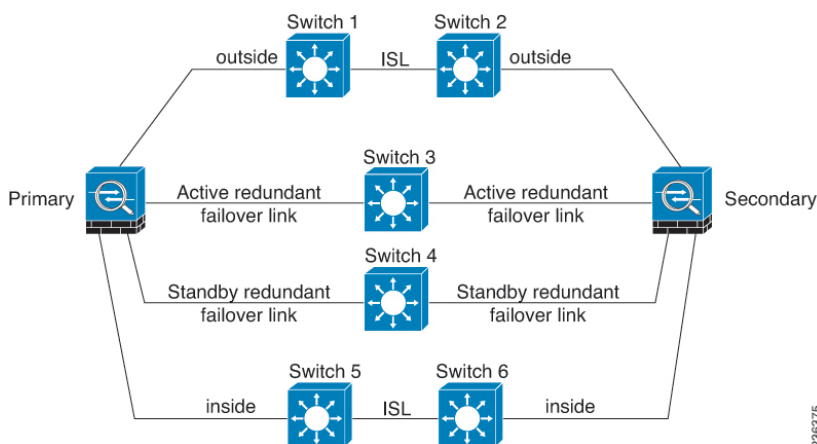 Switch 1
Switch 2
outside
ISL
outside
Switch 3
Primary
Active redundant
failover link
Active redundant
failover link
Secondary
Switch 4
Standby redundant
failover link
Standby redundant
failover link
Switch 5
Switch 6
inside
ISL
inside